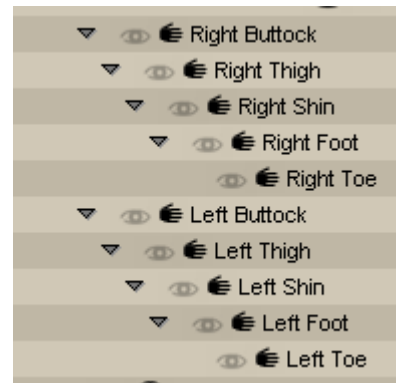 Right Buttock
Right Thigh
Right Shin
Right Foot
Right Toe
Left Buttock
Left Thigh
Left Shin
Left Foot
Left Toe